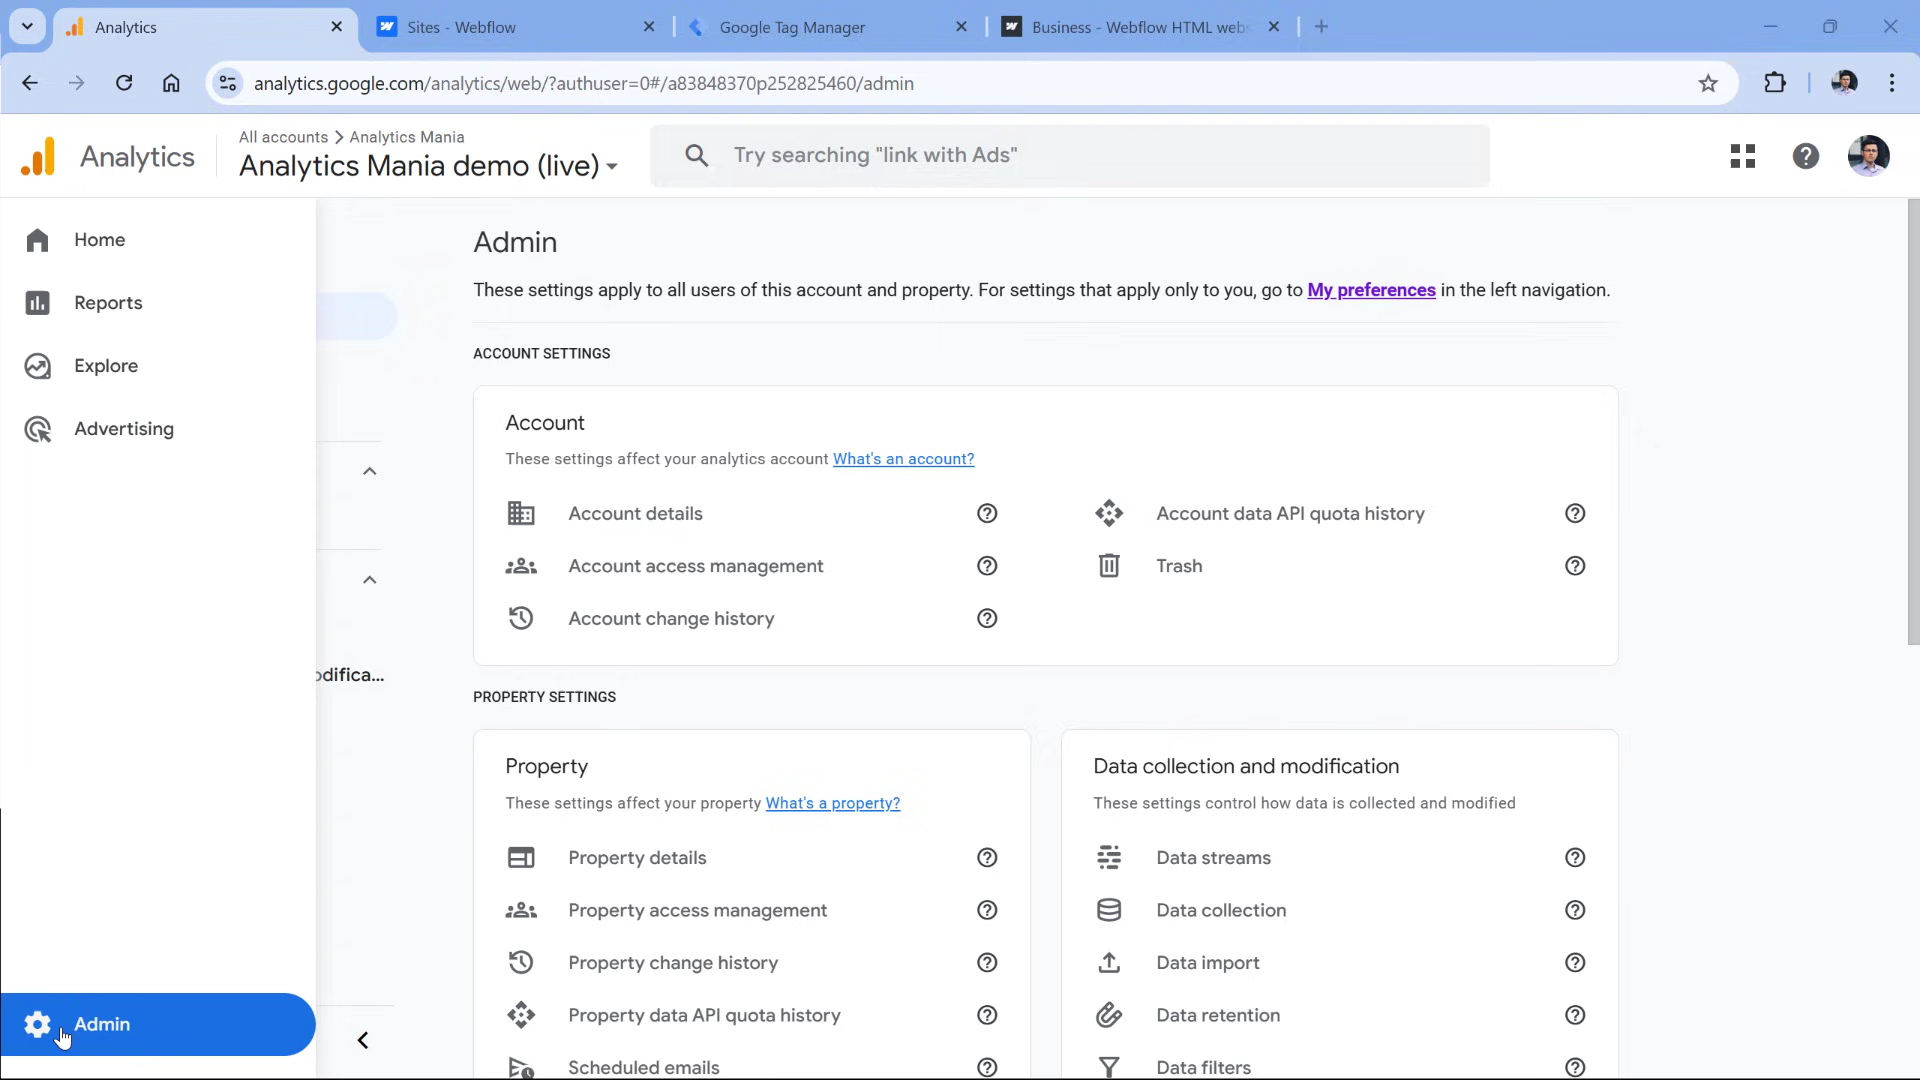 Analytics
Sites - Webflow
Google Tag Manager
Business - Webflow HTML web
analytics.google.com/analytics/web/?authuser=0#/a83848370p252825460/admin
Analytics
All accounts > Analytics Mania
Analytics Mania demo (live)
Try searching "link with Ads"
Home
Reports
Explore
Advertising
odifica...
Admin
Admin
These settings apply to all users of this account and property. For settings that apply only to you, go to My preferences in the left navigation.
ACCOUNT SETTINGS
Account
These settings affect your analytics account What's an account?
Account details
Account data API quota history
Account access management
Trash
Account change history
PROPERTY SETTINGS
Property
These settings affect your property What's a property?
Property details
Property access management
Property change history
Property data API quota history
Scheduled emails
Data collection and modification
These settings control how data is collected and modified
Data streams
Data collection
Data import
Data retention
Data filters